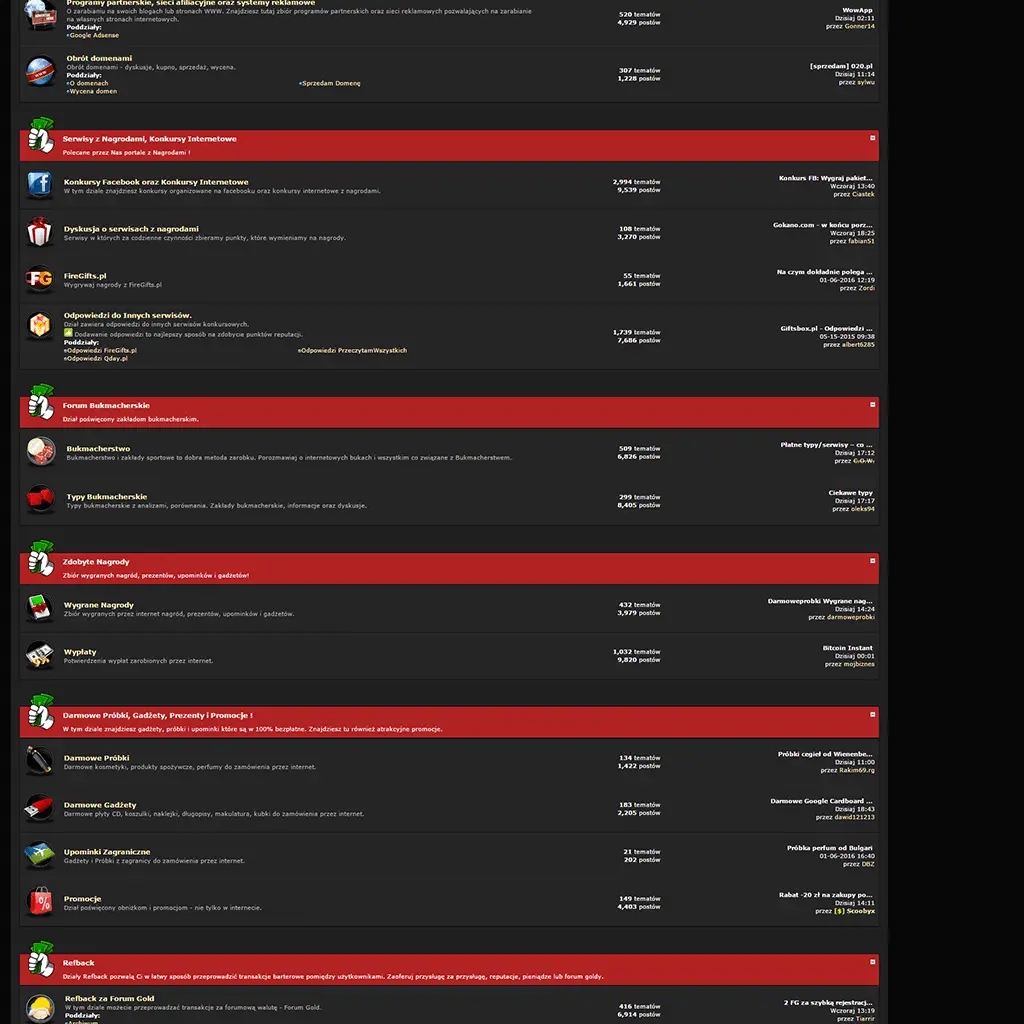 Programy partnerskie, sieci afiliacyjne oraz systemy reklamowe
O zarabianiu na swoich blogach lub stronach WWW. Znajdziesz tutaj zbiór programów partnerskich oraz sieci reklamowych pozwalających na zarabianie
na własnych stronach internetowych.
Poddziały:
Google Adsense
520 tematów
4,929 postów
WowApp
Dzisiaj 02:11
przez Gonner14
Obrót domenami
Obrót domenami - dyskusje, kupno, sprzedaż, wycena.
Poddziały:
O domenach
Sprzedam Domenę
Wycena domen
307 tematów
1,228 postów
[sprzedam] 020.pl
Dzisiaj 11:14
przez sylwu
Serwisy z Nagrodami, Konkursy Internetowe
Polecane przez Nas portale z Nagrodami !
Konkursy Facebook oraz Konkursy Internetowe
W tym dziale znajdziesz konkursy organizowane na facebooku oraz konkursy internetowe z nagrodami.
2,994 tematów
9,539 postów
Konkurs FB: Wygraj pakiet...
Wczoraj 13:40
przez Ciastek
Dyskusja o serwisach z nagrodami
Serwisy w których za codzienne czynności zbieramy punkty, które wymieniamy na nagrody.
108 tematów
3,270 postów
Gokano.com - w końcu porz...
Wczoraj 18:25
przez fabian51
FG
FireGifts.pl
Wygrywaj nagrody z FireGifts.pl
55 tematów
1,661 postów
Na czym dokładnie polega ...
01-06-2016 12:19
przez Zordi
Odpowiedzi do Innych serwisów.
Dział zawiera odpowiedzi do innych serwisów konkursowych.
Dodawanie odpowiedzi to najlepszy sposób na zdobycie punktów reputacji.
Poddziały:
Odpowiedzi FireGifts.pl
Odpowiedzi PrzeczytamWszystkich
Odpowiedzi Qday.pl
1,739 tematów
7,686 postów
Giftsbox.pl - Odpowiedzi ...
05-15-2015 09:38
przez albert6285
Forum Bukmacherskie
Dział poświęcony zakładom bukmacherskim.
Bukmacherstwo
Bukmacherstwo i zakłady sportowe to dobra metoda zarobku. Porozmawiaj o internetowych bukach i wszystkim co związane z Bukmacherstwem.
509 tematów
6,826 postów
Płatne typy/serwisy – co ...
Dzisiaj 17:12
przez C.O.W.
Typy Bukmacherskie
Typy bukmacherskie z analizami, porównania. Zakłady bukmacherskie, informacje oraz dyskusje.
299 tematów
8,405 postów
Ciekawe typy
Dzisiaj 17:17
przez oleks94
Zdobyte Nagrody
Zbiór wygranych nagród, prezentów, upominków i gadżetów!
Wygrane Nagrody
Zbiór wygranych przez internet nagród, prezentów, upominków i gadżetów.
432 tematów
3,979 postów
Darmoweprobki Wygrane nag...
Dzisiaj 14:24
przez darmoweprobki
Wypłaty
Potwierdzenia wypłat zarobionych przez internet.
1,032 tematów
9,820 postów
Bitcoin Instant
Dzisiaj 00:01
przez mojbiznes
Darmowe Próbki, Gadżety, Prezenty i Promocje !
W tym dziale znajdziesz gadżety, próbki i upominki które są w 100% bezpłatne. Znajdziesz tu również atrakcyjne promocje.
Darmowe Próbki
Darmowe kosmetyki, produkty spożywcze, perfumy do zamówienia przez internet.
134 tematów
1,422 postów
Próbki cegieł od Wienenbe...
Dzisiaj 11:00
przez Rakim69.rg
Darmowe Gadżety
Darmowe płyty CD, koszulki, naklejki, długopisy, makulatura, kubki do zamówienia przez internet.
183 tematów
2,205 postów
Darmowe Google Cardboard ...
Dzisiaj 18:43
przez dawid121213
Upominki Zagraniczne
Gadżety i Próbki z zagranicy do zamówienia przez internet.
21 tematów
202 postów
Próbka perfum od Bulgari
01-06-2016 16:40
przez DBZ
Promocje
Dział poświęcony obniżkom i promocjom - nie tylko w internecie.
149 tematów
4,403 postów
Rabat -20 zł na zakupy po...
Dzisiaj 14:11
przez [$] Scoobyx
Refback
Działy Refback pozwalą Ci w łatwy sposób przeprowadzić transakcje barterowe pomiędzy użytkownikami. Zaoferuj przysługę za przysługę, reputacje, pieniądze lub forum goldy.
Refback za Forum Gold
W tym dziale możecie przeprowadzać transakcje za forumową walutę - Forum Gold.
Poddziały:
Archiwum
416 tematów
6,914 postów
2 FG za szybką rejestracj...
Wczoraj 13:19
przez Tiarrir